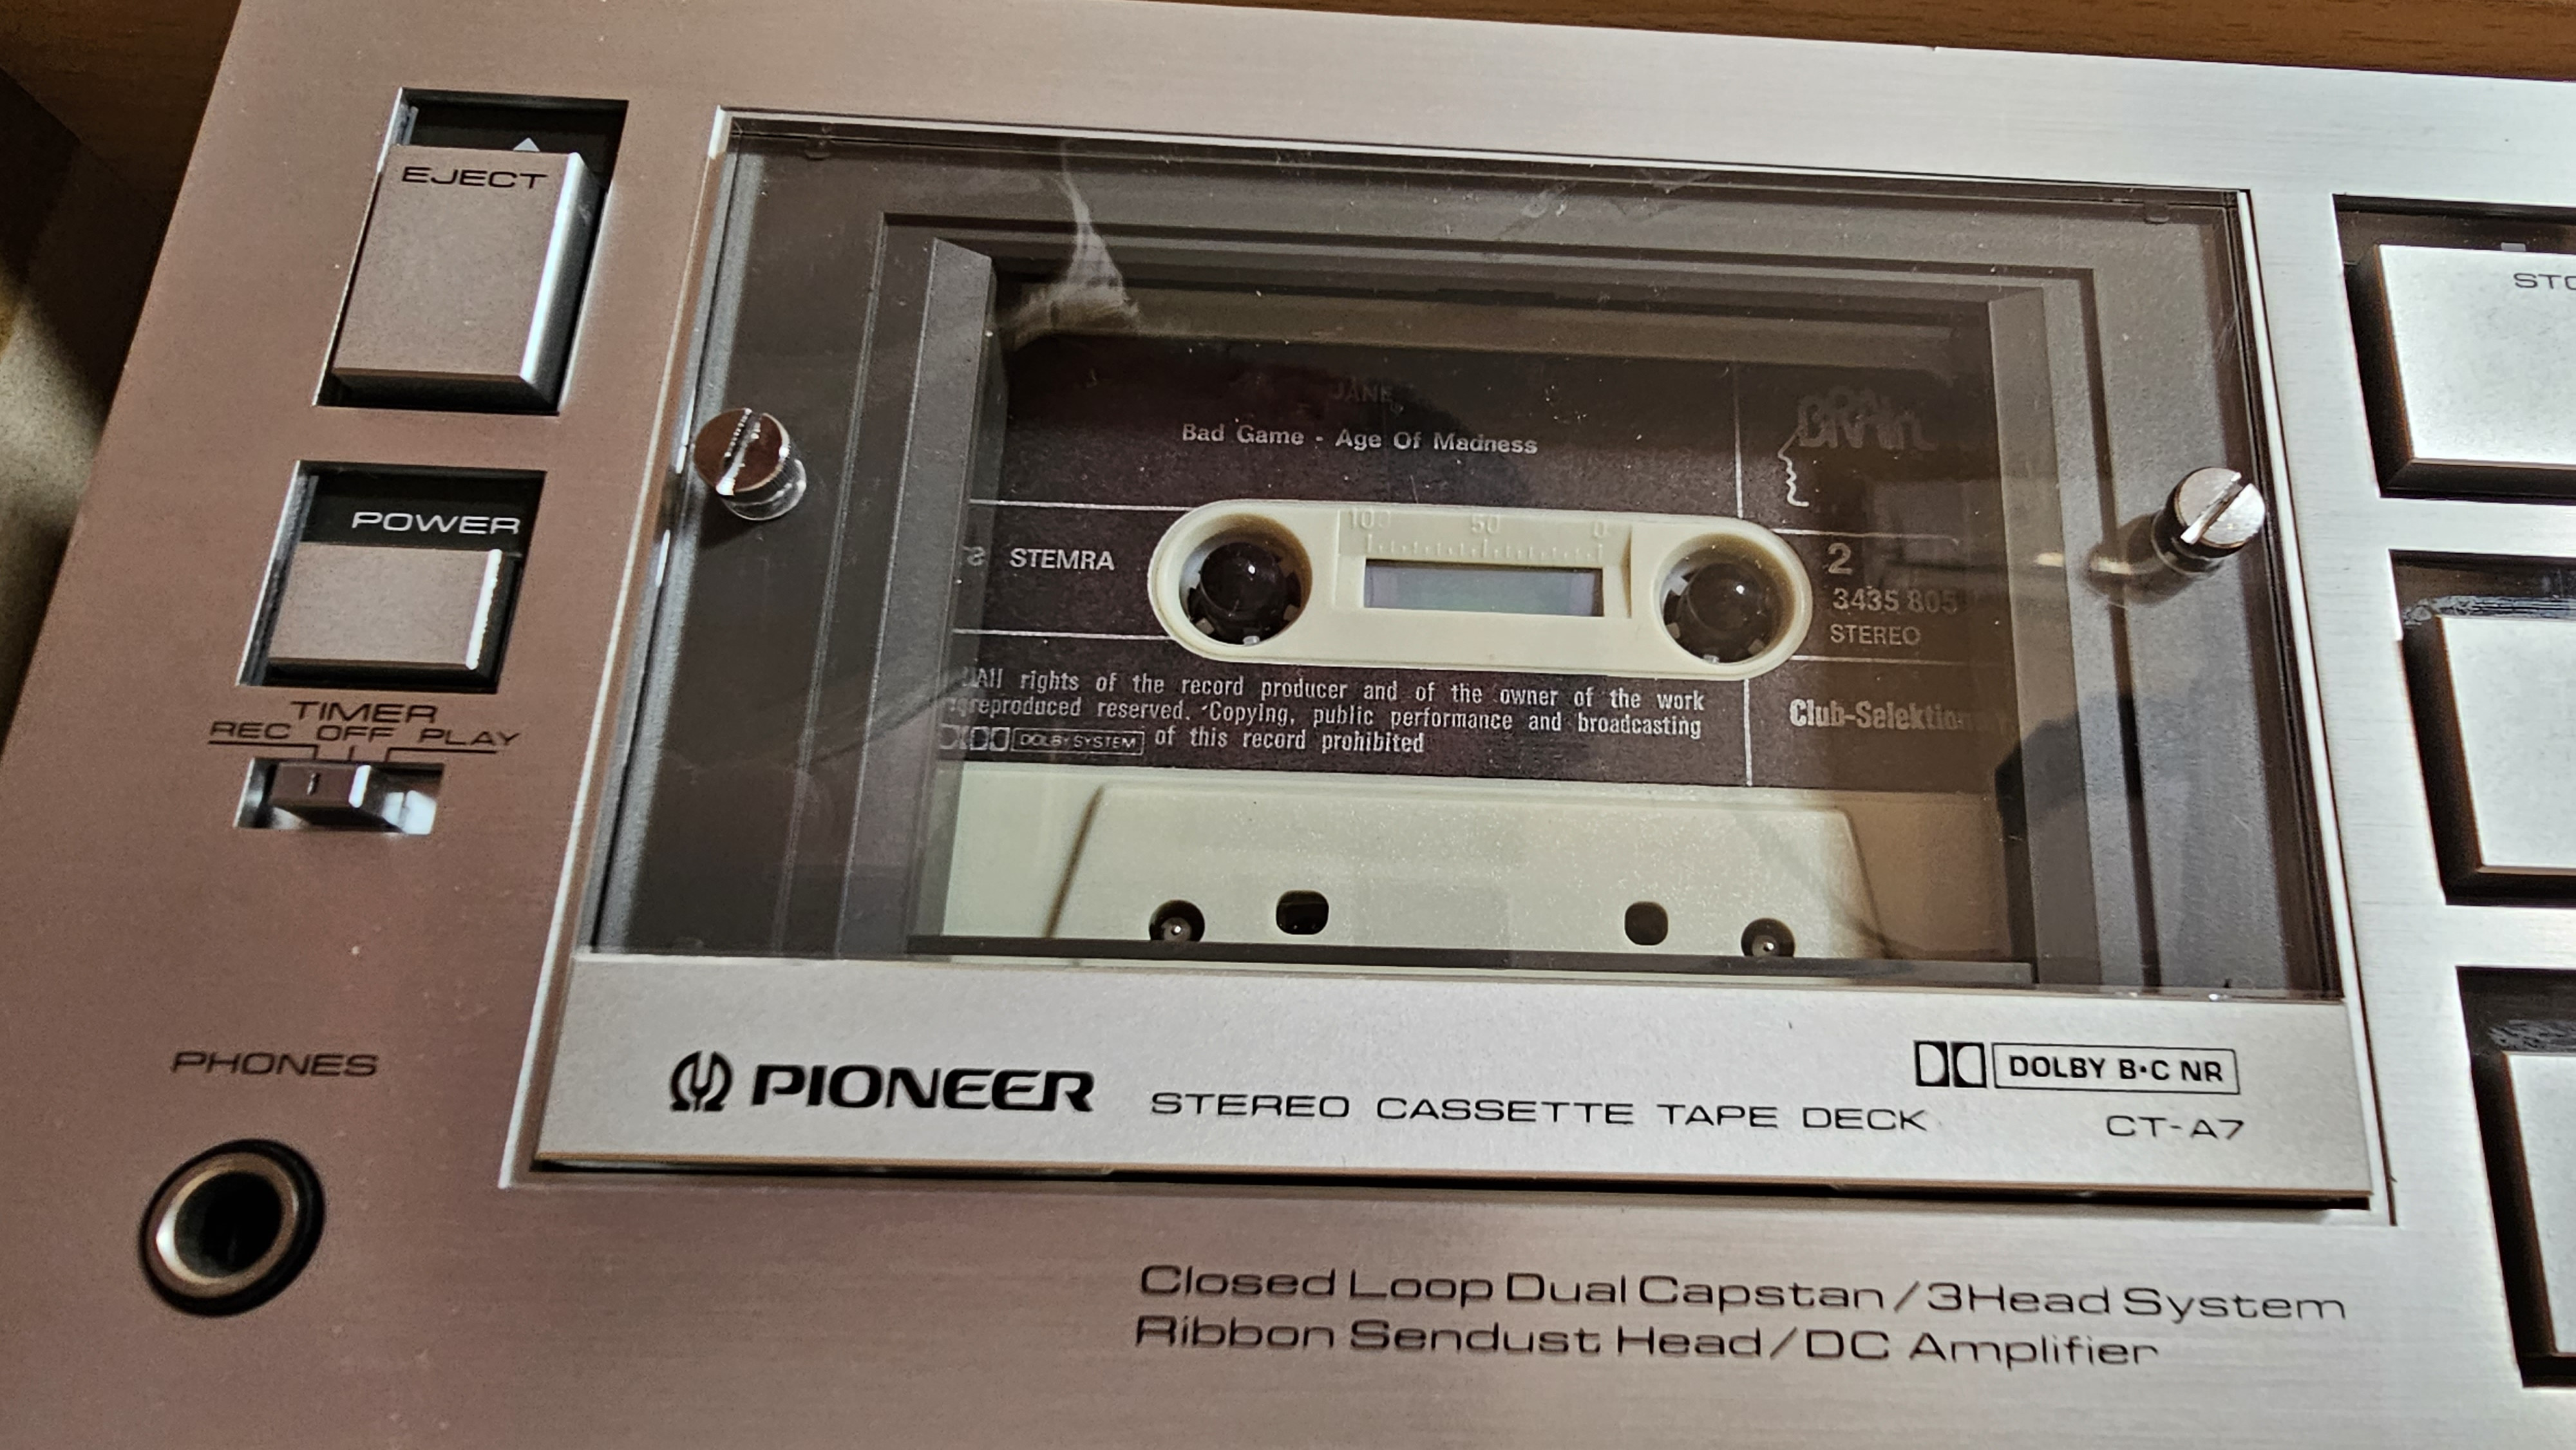 EJECT
POWER
TIMER
REC OFF PLAY
PHONES
JANE
Bad Game - Age Of Madness
BRAIN
STEMRA
100 50 0
2
3435 805
STEREO
All rights of the record producer and of the owner of the work
reproduced reserved. Copying, public performance and broadcasting
DOLBY SYSTEM of this record prohibited
Club-Selektion
PIONEER
STEREO CASSETTE TAPE DECK
DOLBY B·C NR
CT-A7
Closed Loop Dual Capstan/3Head System
Ribbon Sendust Head/DC Amplifier